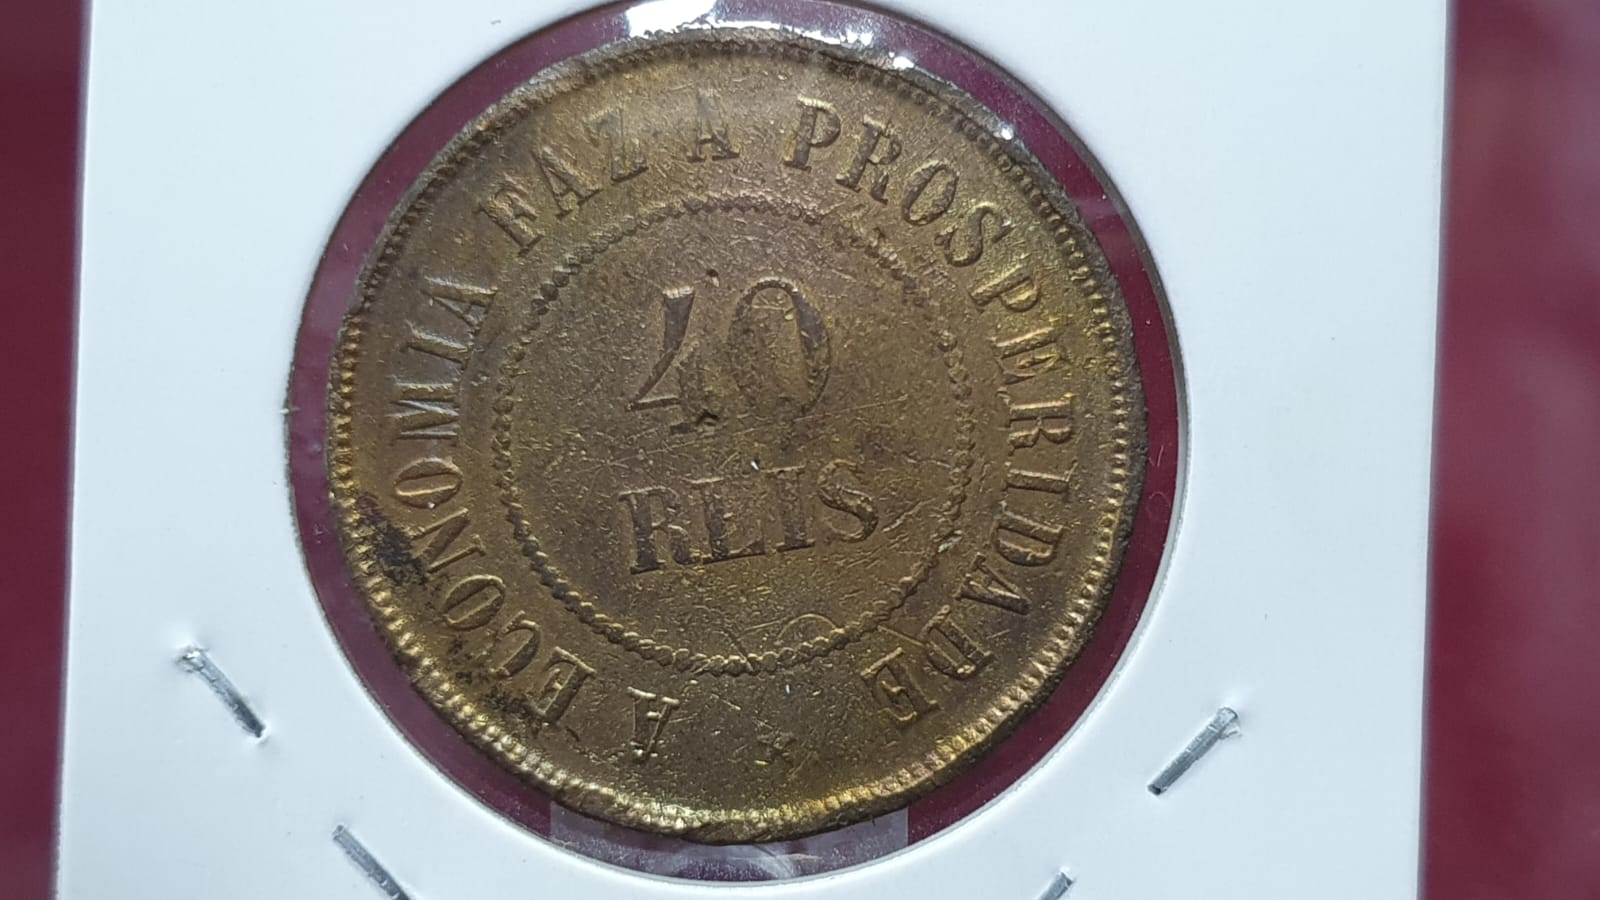 A ECONOMIA FAZ A PROSPERIDADE
40
REIS